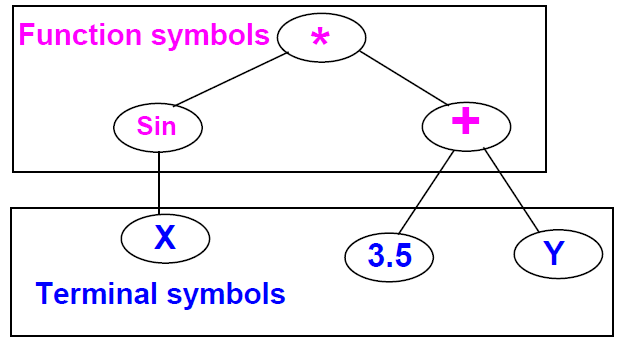 Function symbols *
Sin +
X
3.5 Y
Terminal symbols